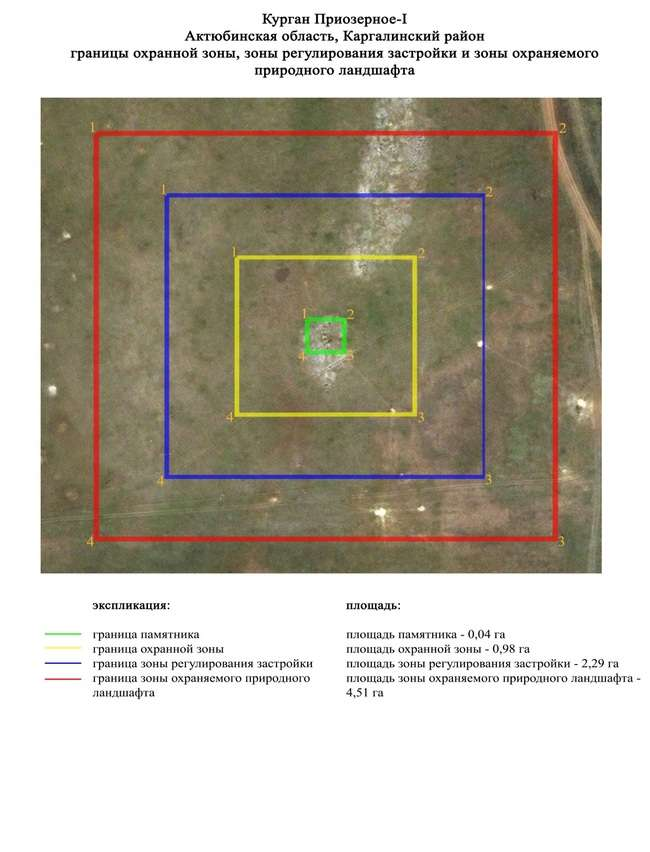 Курган Приозерное-I
Актюбинская область, Каргалинский район
границы охранной зоны, зоны регулирования застройки и зоны охраняемого
природного ландшафта
1 2
1 2
1 2
1 2
4 3
4 3
4 3
4 3
экспликация: площадь:
граница памятника площадь памятника - 0,04 га
граница охранной зоны площадь охранной зоны - 0,98 га
граница зоны регулирования застройки площадь зоны регулирования застройки - 2,29 га
граница зоны охраняемого природного площадь зоны охраняемого природного ландшафта -
ландшафта 4,51 га